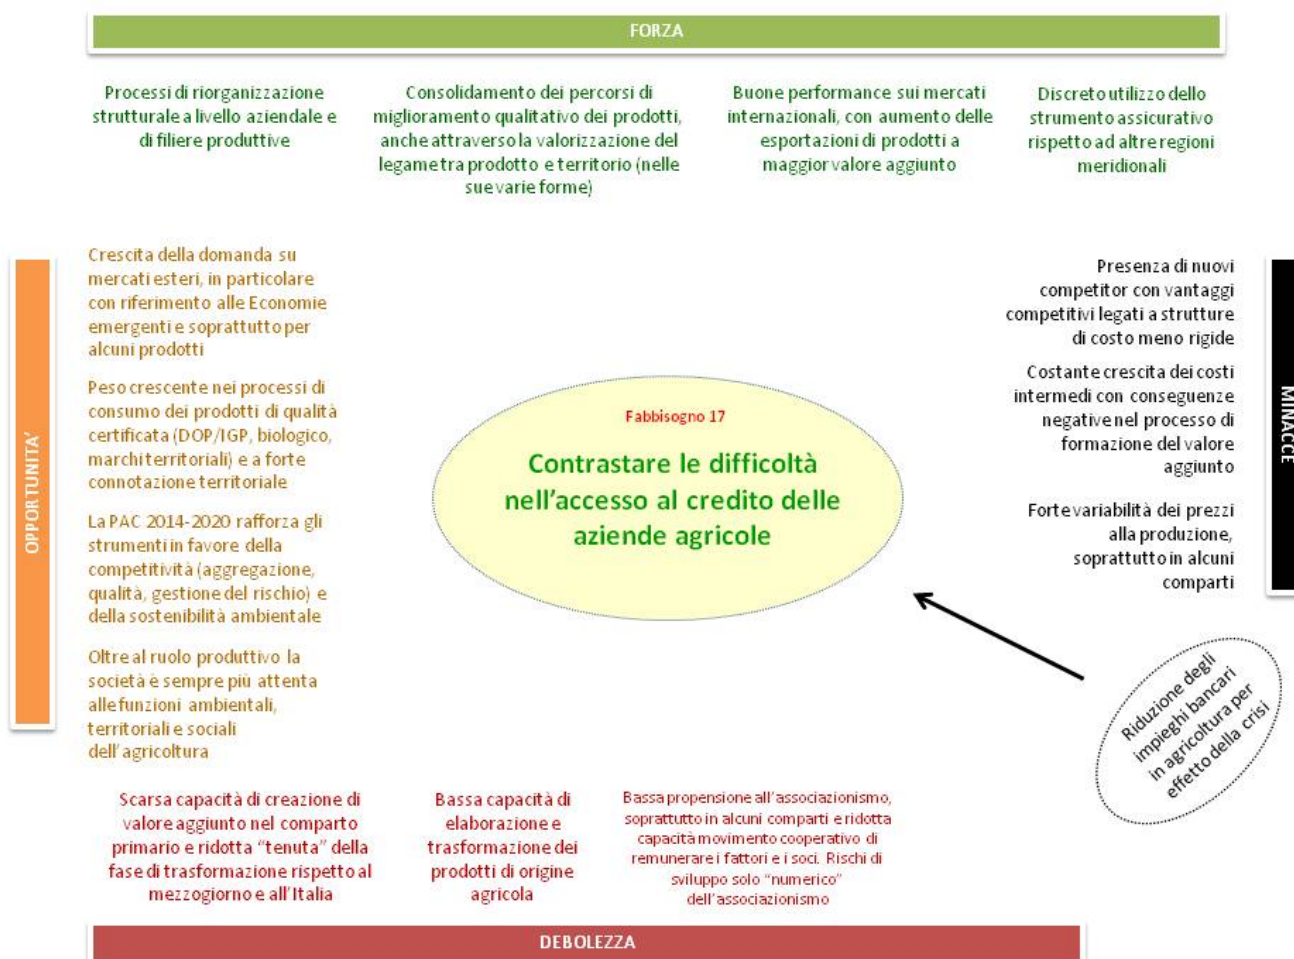 FORZA
Processi di riorganizzazione
strutturale a livello aziendale e
di filiere produttive
Consolidamento dei percorsi di
miglioramento qualitativo dei prodotti,
anche attraverso la valorizzazione del
legame tra prodotto e territorio (nelle
sue varie forme)
Buone performance sui mercati
internazionali, con aumento delle
esportazioni di prodotti a
maggior valore aggiunto
Discreto utilizzo dello
strumento assicurativo
rispetto ad altre regioni
meridionali
OPPORTUNITA'
Crescita della domanda su
mercati esteri, in particolare
con riferimento alle Economie
emergenti e soprattutto per
alcuni prodotti
Peso crescente nei processi di
consumo dei prodotti di qualità
certificata (DOP/IGP, biologico,
marchi territoriali) e a forte
connotazione territoriale
La PAC 2014-2020 rafforza gli
strumenti in favore della
competitività (aggregazione,
qualità, gestione del rischio) e
della sostenibilità ambientale
Oltre al ruolo produttivo la
società è sempre più attenta
alle funzioni ambientali,
territoriali e sociali
dell'agricoltura
Fabbisogno 17
Contrastare le difficoltà
nell'accesso al credito delle
aziende agricole
Presenza di nuovi
competitor con vantaggi
competitivi legati a strutture
di costo meno rigide
Costante crescita dei costi
intermedi con conseguenze
negative nel processo di
formazione del valore
aggiunto
Forte variabilità dei prezzi
alla produzione,
soprattutto in alcuni
comparti
MINACCE
Riduzione degli
impieghi bancari
in agricoltura per
effetto della crisi
Scarsa capacità di creazione di
valore aggiunto nel comparto
primario e ridotta "tenuta" della
fase di trasformazione rispetto al
mezzogiorno e all'Italia
Bassa capacità di
elaborazione e
trasformazione dei
prodotti di origine
agricola
Bassa propensione all'associazionismo,
soprattutto in alcuni comparti e ridotta
capacità movimento cooperativo di
remunerare i fattori e i soci. Rischi di
sviluppo solo "numerico"
dell'associazionismo
DEBOLEZZA